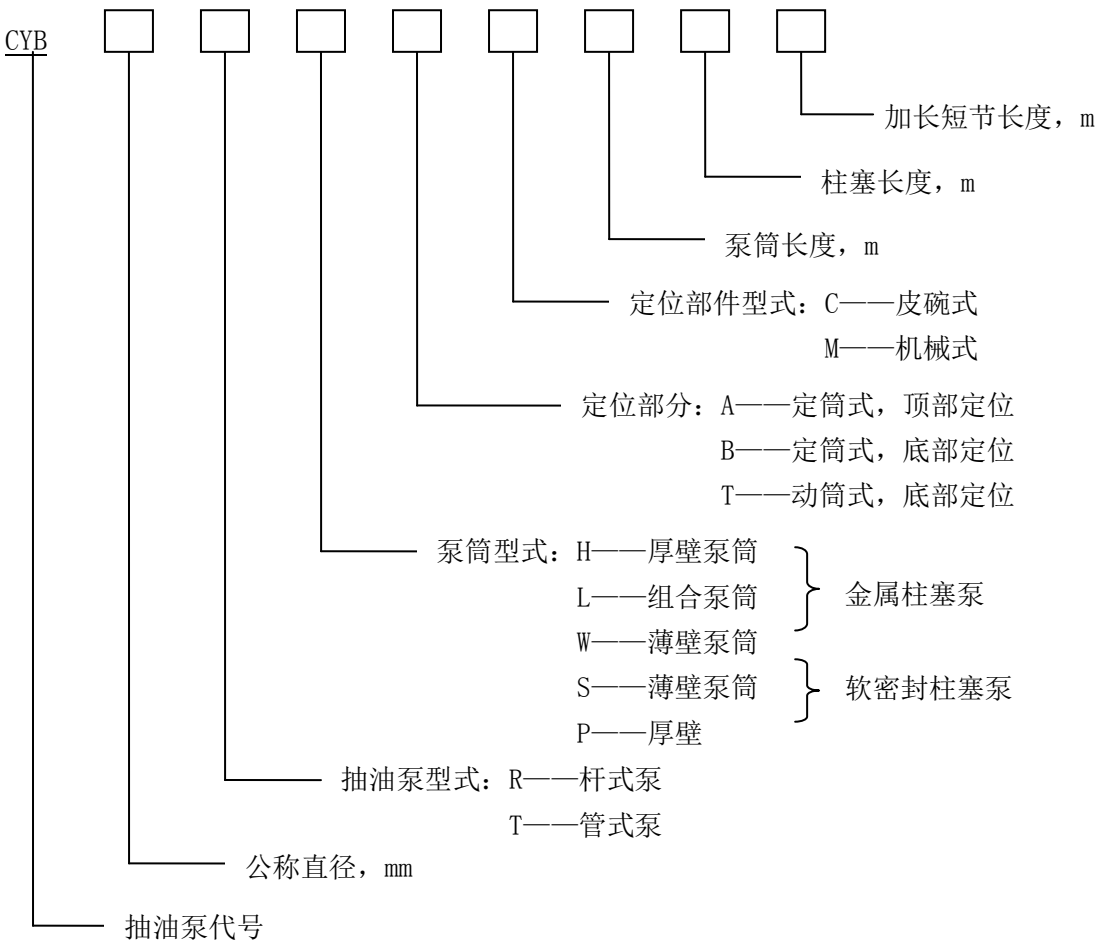 CYB
加长短节长度，m
柱塞长度，m
泵筒长度，m
定位部件型式：C——皮碗式
M——机械式
定位部分：A——定筒式，顶部定位
B——定筒式，底部定位
T——动筒式，底部定位
泵筒型式：H——厚壁泵筒
L——组合泵筒
金属柱塞泵
W——薄壁泵筒
S——薄壁泵筒
软密封柱塞泵
P——厚壁
抽油泵型式：R——杆式泵
T——管式泵
公称直径，mm
抽油泵代号